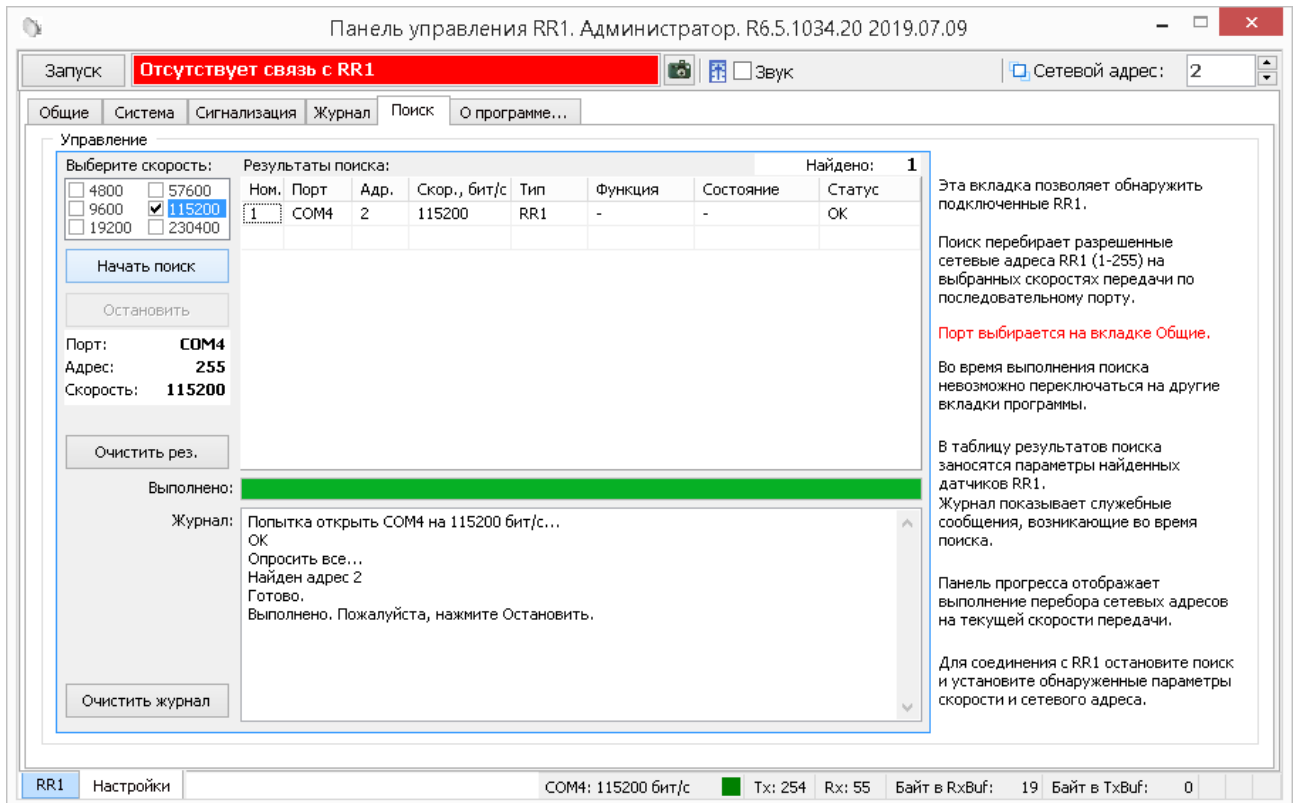 Панель управления RR1. Администратор. R6.5.1034.20 2019.07.09
Запуск Отсутствует связь с RR1 Звук Сетевой адрес: 2
Общие Система Сигнализация Журнал Поиск О программе...
Управление
Выберите скорость: Результаты поиска: Найдено: 1
4800 57600
9600 115200
19200 230400
Ном. Порт Адр. Скор., бит/с Тип Функция Состояние Статус
1 COM4 2 115200 RR1 - - OK
Начать поиск
Остановить
Порт: COM4
Адрес: 255
Скорость: 115200
Очистить рез.
Выполнено:
Журнал:
Попытка открыть COM4 на 115200 бит/с...
OK
Опросить все...
Найден адрес 2
Готово.
Выполнено. Пожалуйста, нажмите Остановить.
Очистить журнал
Эта вкладка позволяет обнаружить
подключенные RR1.
Поиск перебирает разрешенные
сетевые адреса RR1 (1-255) на
выбранных скоростях передачи по
последовательному порту.
Порт выбирается на вкладке Общие.
Во время выполнения поиска
невозможно переключаться на другие
вкладки программы.
В таблицу результатов поиска
заносятся параметры найденных
датчиков RR1.
Журнал показывает служебные
сообщения, возникающие во время
поиска.
Панель прогресса отображает
выполнение перебора сетевых адресов
на текущей скорости передачи.
Для соединения с RR1 остановите поиск
и установите обнаруженные параметры
скорости и сетевого адреса.
RR1 Настройки COM4: 115200 бит/с Tx: 254 Rx: 55 Байт в RxBuf: 19 Байт в TxBuf: 0